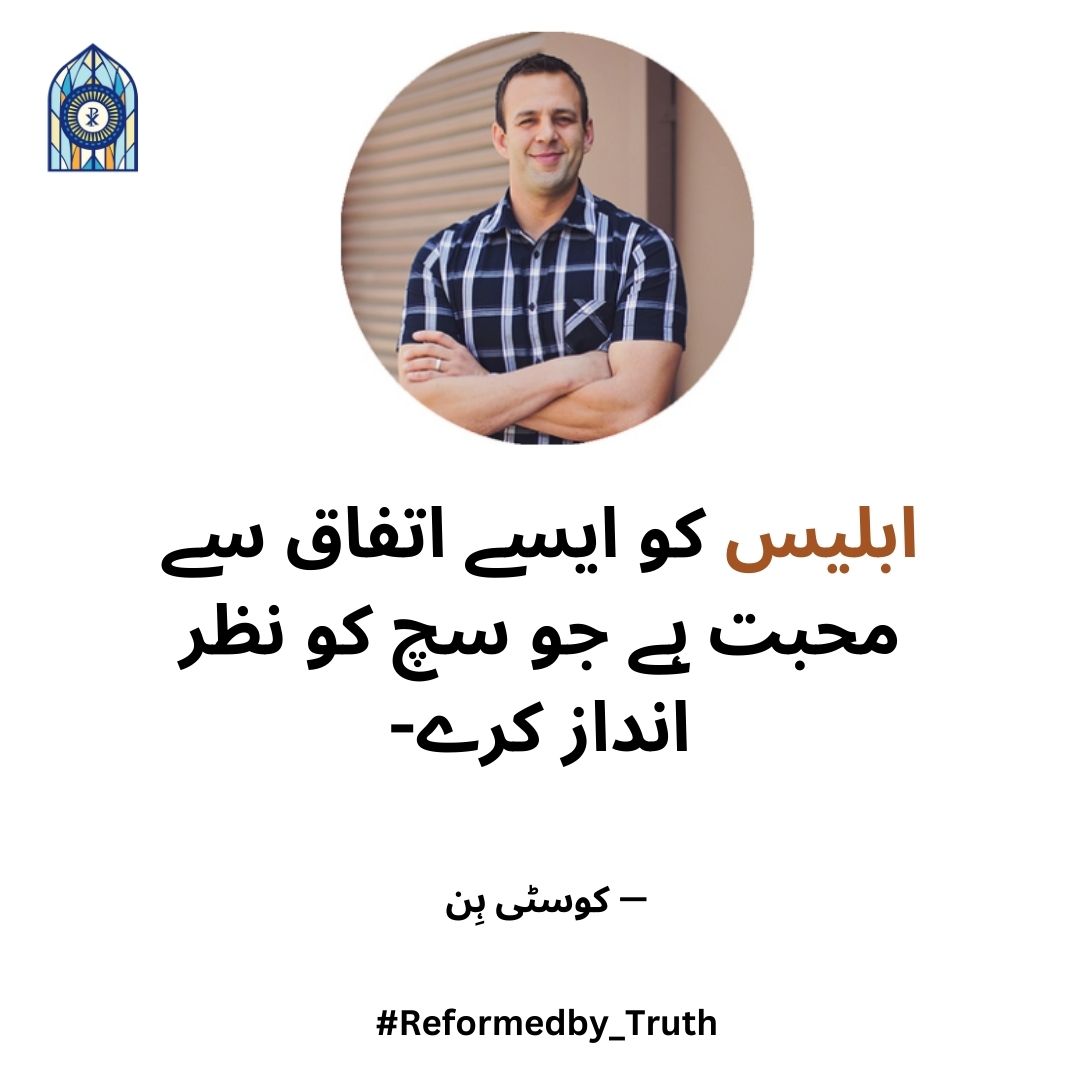 ابلیس کو ایسے اتفاق سے
محبت ہے جو سچ کو نظر
انداز کرے-
— کوسٹی ہِن
#Reformedby_Truth